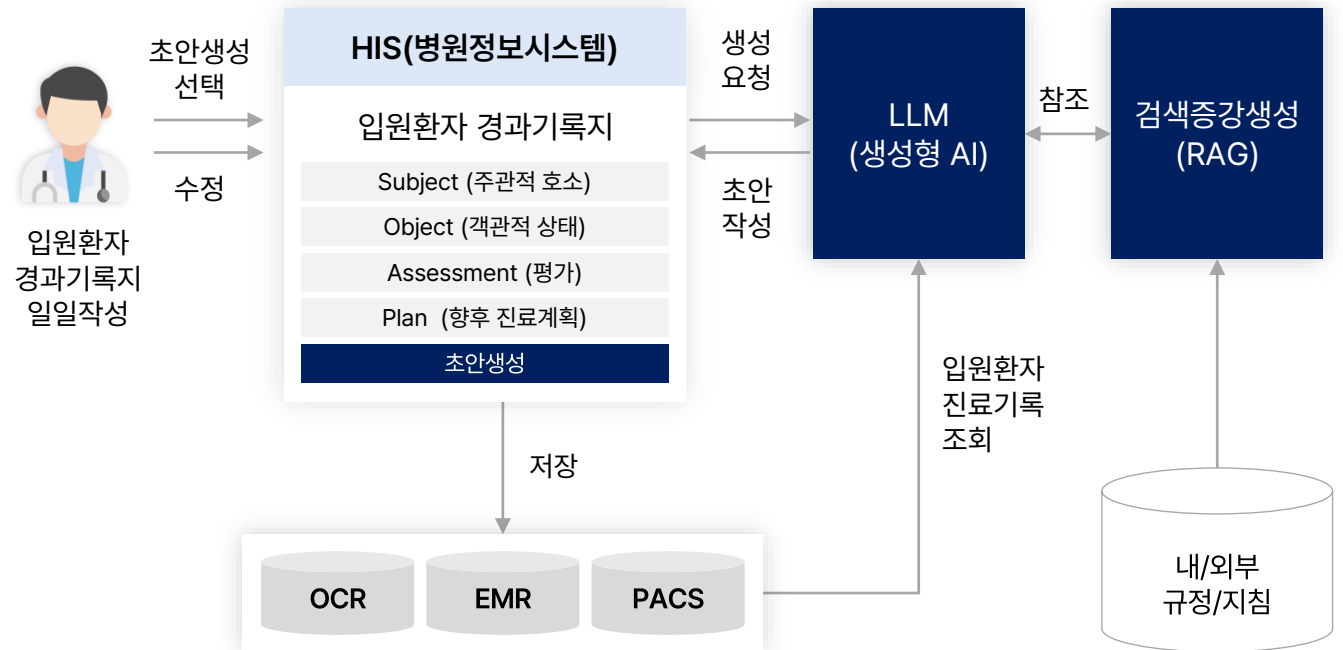 초안생성
선택
수정
입원환자
경과기록지
일일작성
HIS(병원정보시스템)
입원환자 경과기록지
Subject (주관적 호소)
Object (객관적 상태)
Assessment (평가)
Plan (향후 진료계획)
초안생성
생성
요청
초안
작성
LLM
(생성형 AI)
참조
검색증강생성
(RAG)
저장
입원환자
진료기록
조회
OCR
EMR
PACS
내/외부
규정/지침